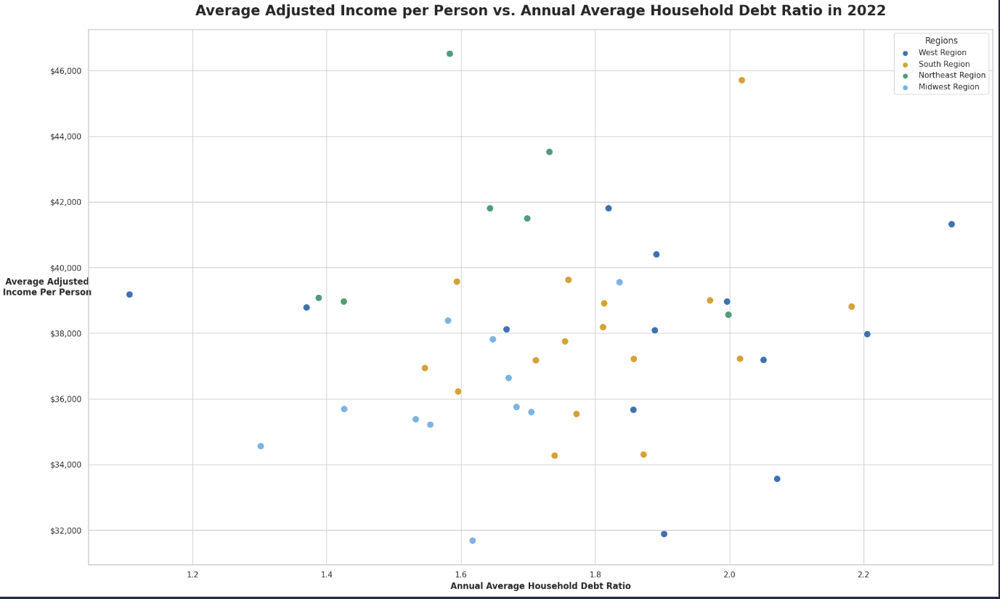 Average Adjusted Income per Person vs. Annual Average Household Debt Ratio in 2022
Regions
West Region
South Region
Northeast Region
Midwest Region
$46,000
$44,000
$42,000
$40,000
Average Adjusted
Income Per Person
$38,000
$36,000
$34,000
$32,000
1.2 1.4 1.6 1.8 2.0 2.2
Annual Average Household Debt Ratio